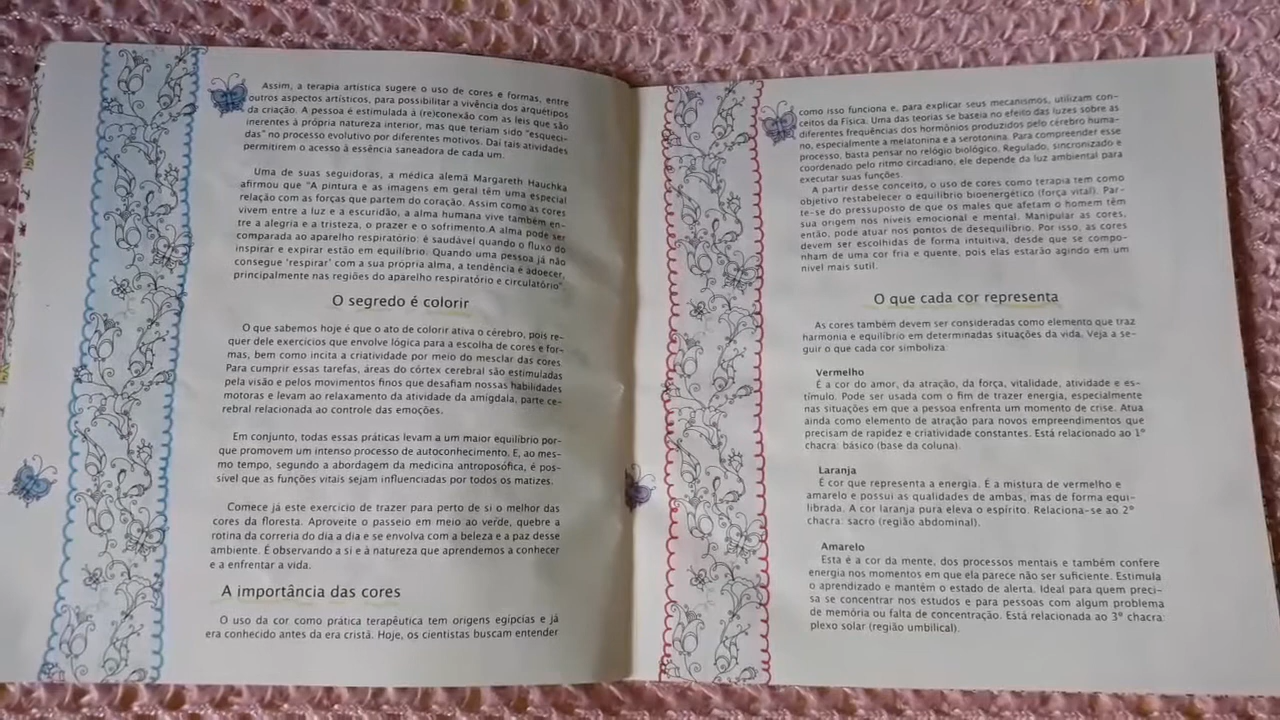 Assim, a terapia artística sugere o uso de cores e formas, entre
outros aspectos artísticos, para possibilitar a vivência dos arquétipos
da criação. A pessoa é estimulada à (re)conexão com as leis que são
inerentes à própria natureza interior, mas que teriam sido "esqueci-
das" no processo evolutivo por diferentes motivos. Daí tais atividades
permitirem o acesso à essência saneadora de cada um.
Uma de suas seguidoras, a médica alemã Margareth Hauchka
afirmou que "A pintura e as imagens em geral têm uma especial
relação com as forças que partem do coração. Assim como as cores
vivem entre a luz e a escuridão, a alma humana vive também en-
tre a alegria e a tristeza, o prazer e o sofrimento.A alma pode ser
comparada ao aparelho respiratório: é saudável quando o fluxo do
inspirar e expirar estão em equilíbrio. Quando uma pessoa já não
consegue 'respirar' com a sua própria alma, a tendência é adoecer,
principalmente nas regiões do aparelho respiratório e circulatório".
O segredo é colorir
O que sabemos hoje é que o ato de colorir ativa o cérebro, pois re-
quer dele exercícios que envolve lógica para a escolha de cores e for-
mas, bem como incita a criatividade por meio do mesclar das cores.
Para cumprir essas tarefas, áreas do córtex cerebral são estimuladas
pela visão e pelos movimentos finos que desafiam nossas habilidades
motoras e levam ao relaxamento da atividade da amígdala, parte ce-
rebral relacionada ao controle das emoções.
Em conjunto, todas essas práticas levam a um maior equilíbrio por-
que promovem um intenso processo de autoconhecimento. E, ao mes-
mo tempo, segundo a abordagem da medicina antroposófica, é pos-
sível que as funções vitais sejam influenciadas por todos os matizes.
Comece já este exercício de trazer para perto de si o melhor das
cores da floresta. Aproveite o passeio em meio ao verde, quebre a
rotina da correria do dia a dia e se envolva com a beleza e a paz desse
ambiente. É observando a si e à natureza que aprendemos a conhecer
e a enfrentar a vida.
A importância das cores
O uso da cor como prática terapêutica tem origens egípcias e já
era conhecido antes da era cristã. Hoje, os cientistas buscam entender
como isso funciona e, para explicar seus mecanismos, utilizam con-
ceitos da Física. Uma das teorias se baseia no efeito das luzes sobre as
diferentes frequências dos hormônios produzidos pelo cérebro huma-
no, especialmente a melatonina e a serotonina. Para compreender esse
processo, basta pensar no relógio biológico. Regulado, sincronizado e
coordenado pelo ritmo circadiano, ele depende da luz ambiental para
executar suas funções.
A partir desse conceito, o uso de cores como terapia tem como
objetivo restabelecer o equilíbrio bioenergético (força vital). Par-
te-se do pressuposto de que os males que afetam o homem têm
sua origem nos níveis emocional e mental. Manipular as cores,
então, pode atuar nos pontos de desequilíbrio. Por isso, as cores
devem ser escolhidas de forma intuitiva, desde que se compo-
nham de uma cor fria e quente, pois elas estarão agindo em um
nível mais sutil.
O que cada cor representa
As cores também devem ser consideradas como elemento que traz
harmonia e equilíbrio em determinadas situações da vida. Veja a se-
guir o que cada cor simboliza.
Vermelho
É a cor do amor, da atração, da força, vitalidade, atividade e es-
tímulo. Pode ser usada com o fim de trazer energia, especialmente
nas situações em que a pessoa enfrenta um momento de crise. Atua
ainda como elemento de atração para novos empreendimentos que
precisam de rapidez e criatividade constantes. Está relacionado ao 1º
chacra: básico (base da coluna).
Laranja
É cor que representa a energia. É a mistura de vermelho e
amarelo e possui as qualidades de ambas, mas de forma equi-
librada. A cor laranja pura eleva o espírito. Relaciona-se ao 2º
chacra: sacro (região abdominal).
Amarelo
Esta é a cor da mente, dos processos mentais e também confere
energia nos momentos em que ela parece não ser suficiente. Estimula
o aprendizado e mantém o estado de alerta. Ideal para quem preci-
sa se concentrar nos estudos e para pessoas com algum problema
de memória ou falta de concentração. Está relacionada ao 3º chacra:
plexo solar (região umbilical).